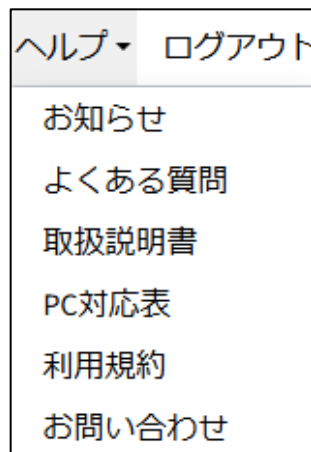 ヘルプ▾ ログアウト
お知らせ
よくある質問
取扱説明書
PC対応表
利用規約
お問い合わせ